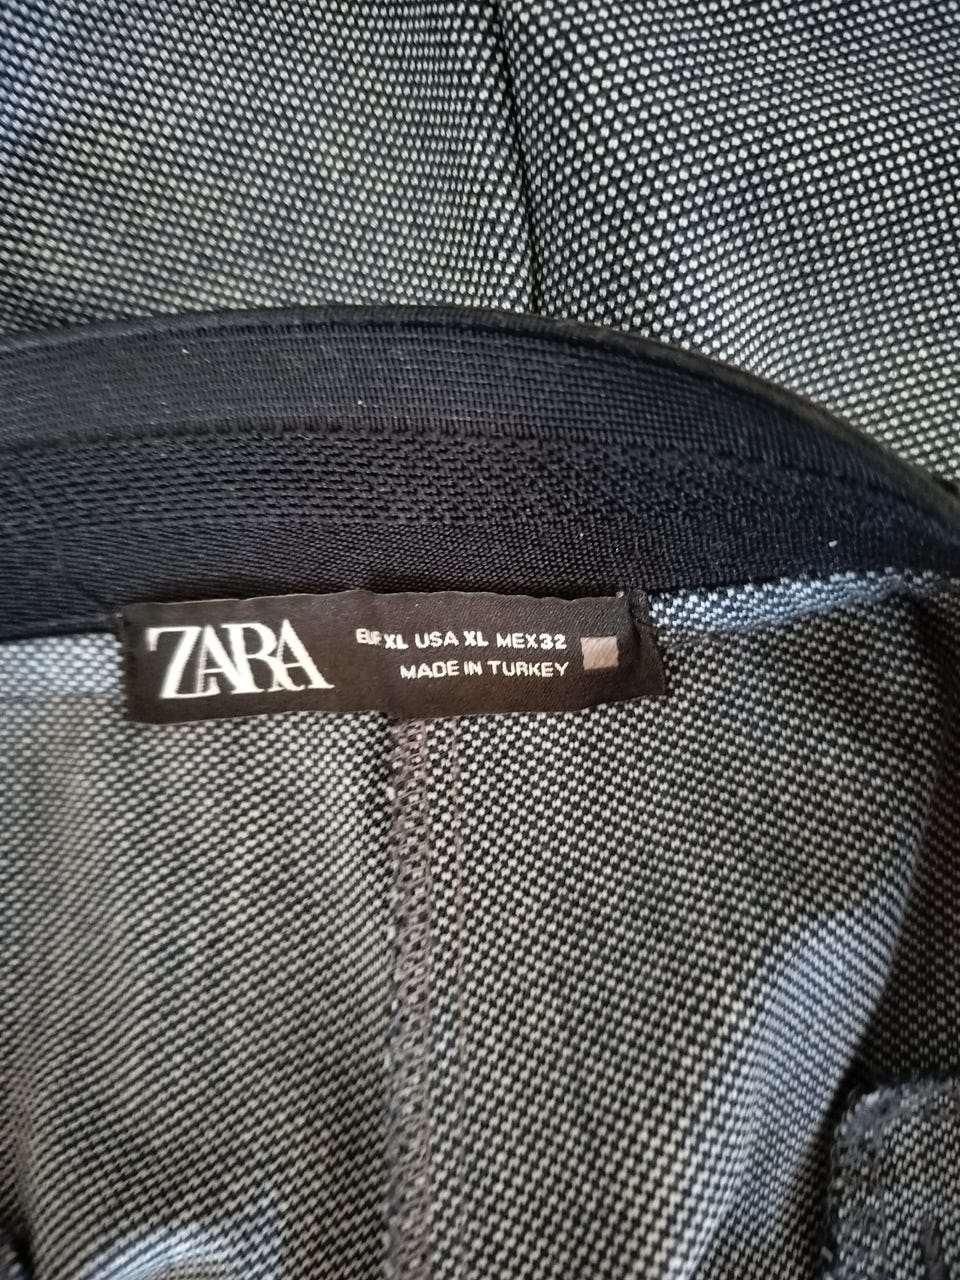 ZARA
EUR XL USA XL MEX 32
MADE IN TURKEY